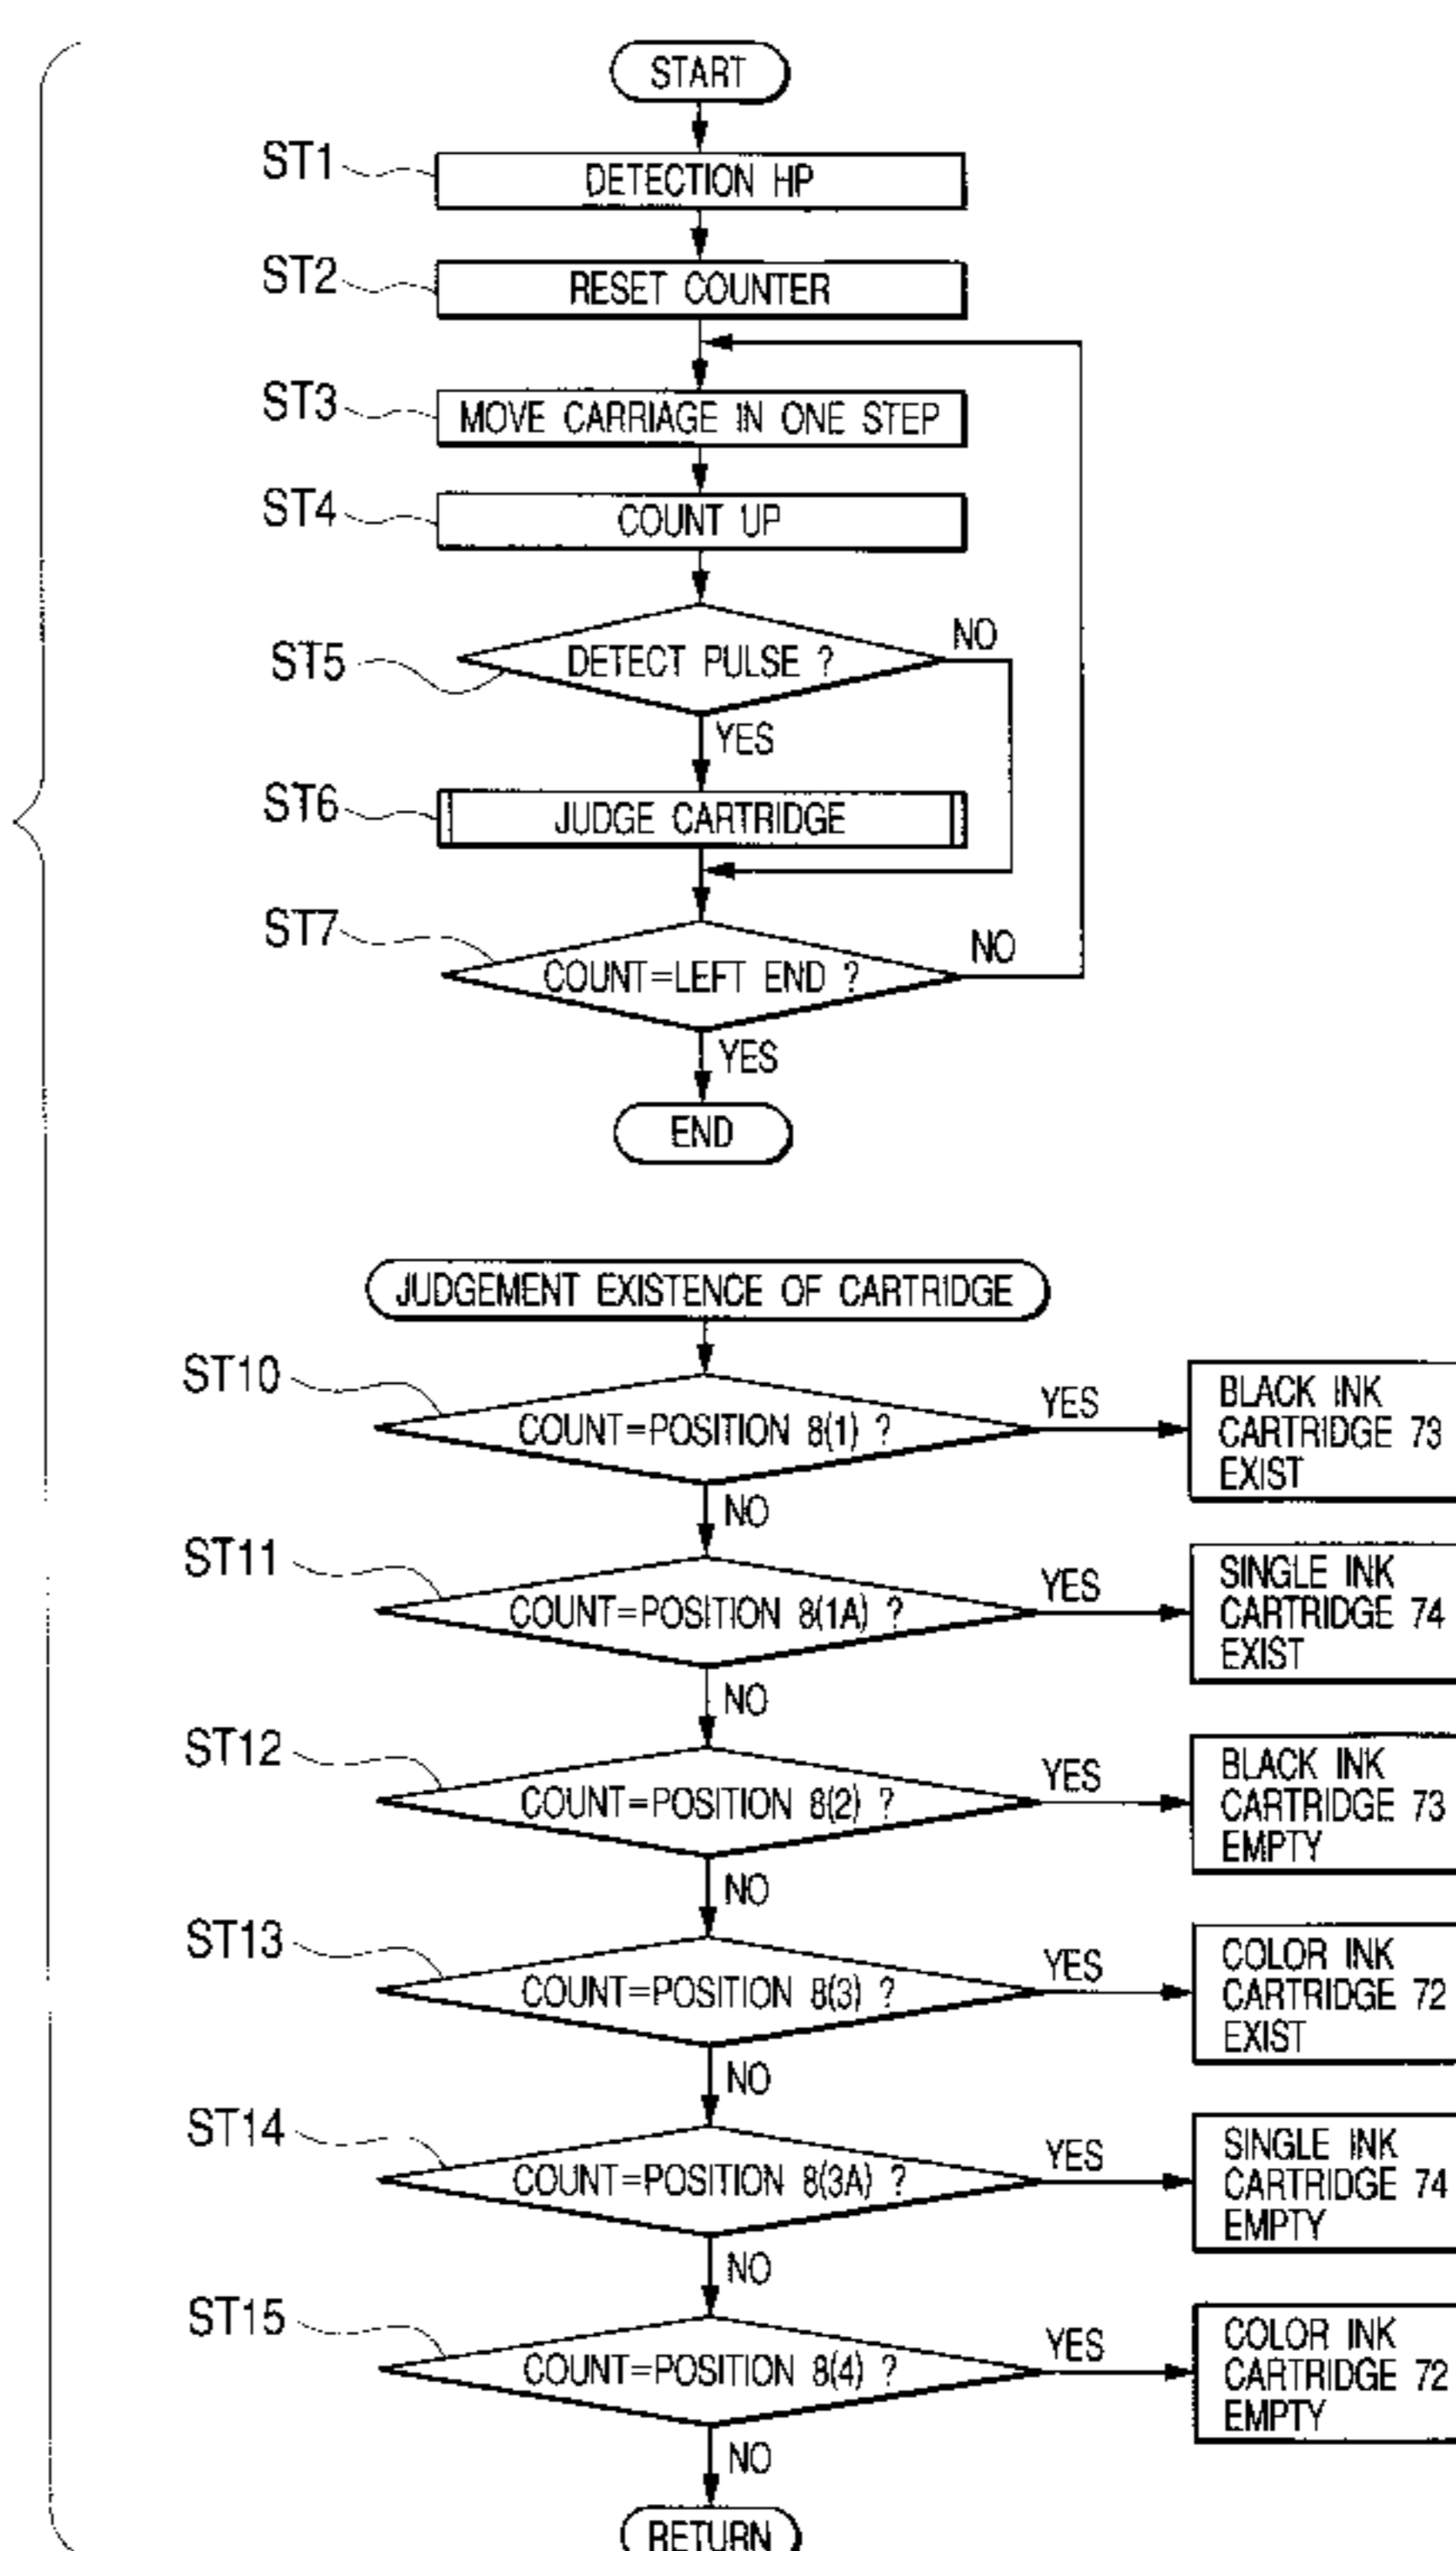 START
ST1
DETECTION HP
ST2
RESET COUNTER
ST3
MOVE CARRIAGE IN ONE STEP
ST4
COUNT UP
ST5
DETECT PULSE ?
NO
YES
ST6
JUDGE CARTRIDGE
ST7
COUNT=LEFT END ?
NO
YES
END
JUDGEMENT EXISTENCE OF CARTRIDGE
ST10
COUNT=POSITION 8(1) ?
YES
BLACK INK
CARTRIDGE 73
EXIST
NO
ST11
COUNT=POSITION 8(1A) ?
YES
SINGLE INK
CARTRIDGE 74
EXIST
NO
ST12
COUNT=POSITION 8(2) ?
YES
BLACK INK
CARTRIDGE 73
EMPTY
NO
ST13
COUNT=POSITION 8(3) ?
YES
COLOR INK
CARTRIDGE 72
EXIST
NO
ST14
COUNT=POSITION 8(3A) ?
YES
SINGLE INK
CARTRIDGE 74
EMPTY
NO
ST15
COUNT=POSITION 8(4) ?
YES
COLOR INK
CARTRIDGE 72
EMPTY
NO
RETURN